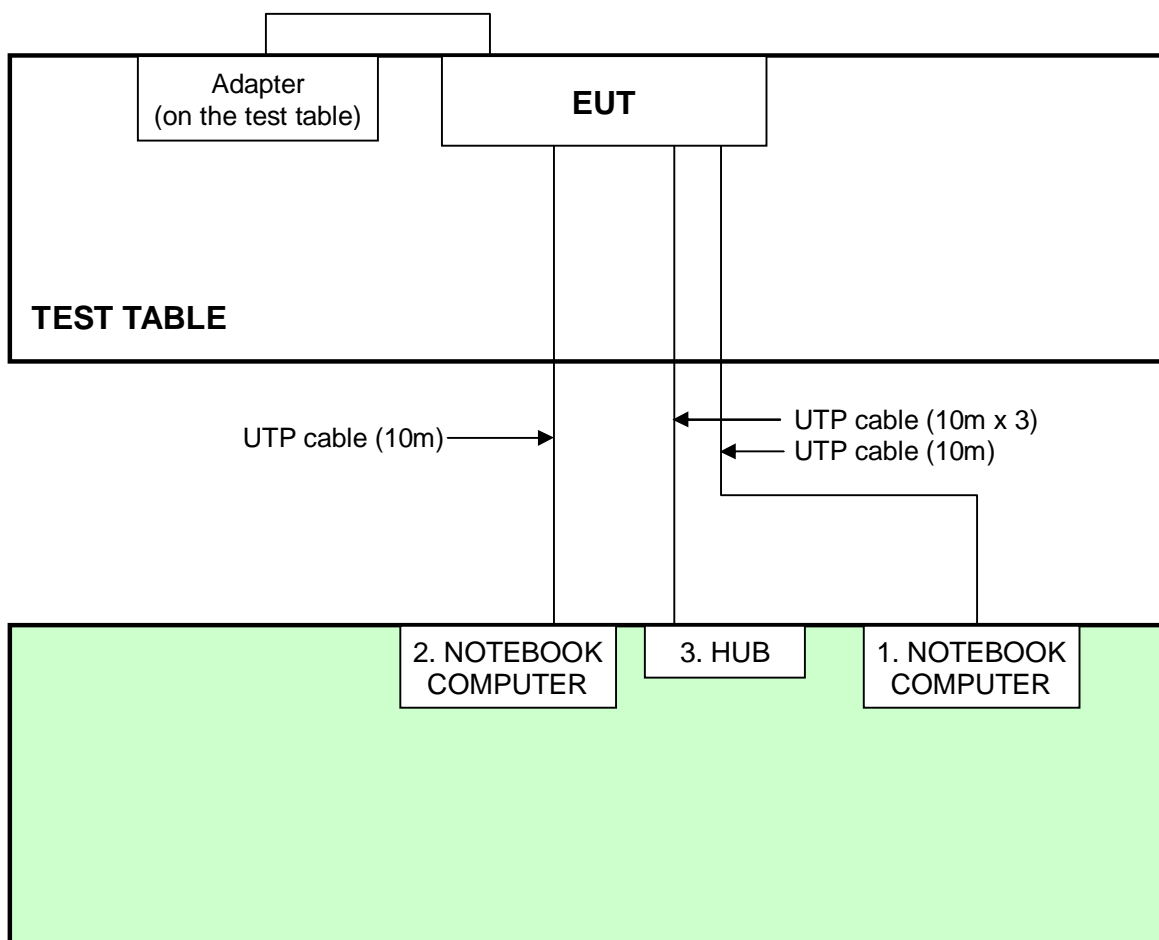 Adapter
(on the test table)
EUT
TEST TABLE
UTP cable (10m)
UTP cable (10m x 3)
UTP cable (10m)
2. NOTEBOOK
COMPUTER
3. HUB
1. NOTEBOOK
COMPUTER